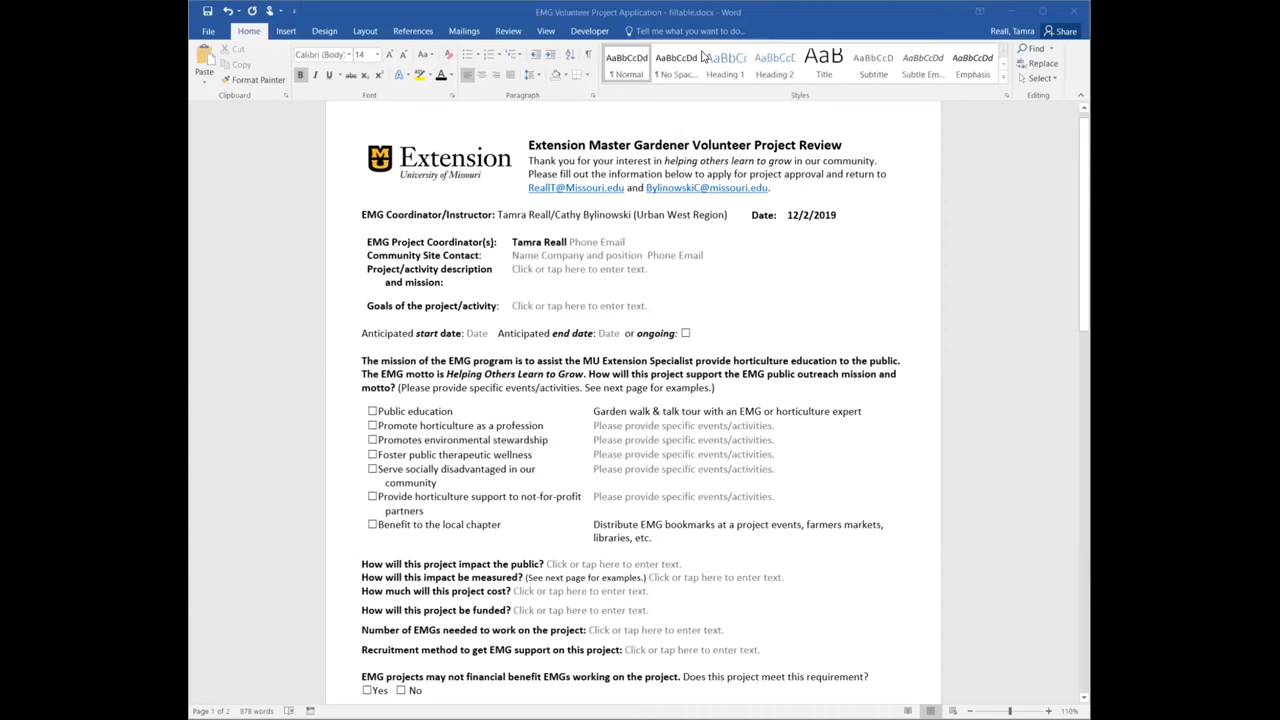 EMG Volunteer Project Application - fillable.docx - Word
File Home Insert Design Layout References Mailings Review View Developer Tell me what you want to do... Reall, Tamra Share
Paste
Cut
Copy
Format Painter
Clipboard
Calibri (Body) 14
Font
Paragraph
AaBbCcDd AaBbCcDd AaBbCc AaBbCcC AaB AaBbCcD AaBbCcDd AaBbCcDd
¶ Normal ¶ No Spac... Heading 1 Heading 2 Title Subtitle Subtle Em... Emphasis
Styles
Find
Replace
Select
Editing
MU Extension
University of Missouri
Extension Master Gardener Volunteer Project Review
Thank you for your interest in helping others learn to grow in our community.
Please fill out the information below to apply for project approval and return to
ReallT@Missouri.edu and BylinowskiC@missouri.edu.
EMG Coordinator/Instructor: Tamra Reall/Cathy Bylinowski (Urban West Region) Date: 12/2/2019
EMG Project Coordinator(s): Tamra Reall Phone Email
Community Site Contact: Name Company and position Phone Email
Project/activity description Click or tap here to enter text.
and mission:
Goals of the project/activity: Click or tap here to enter text.
Anticipated start date: Date Anticipated end date: Date or ongoing: ☐
The mission of the EMG program is to assist the MU Extension Specialist provide horticulture education to the public.
The EMG motto is Helping Others Learn to Grow. How will this project support the EMG public outreach mission and
motto? (Please provide specific events/activities. See next page for examples.)
☐Public education Garden walk & talk tour with an EMG or horticulture expert
☐Promote horticulture as a profession Please provide specific events/activities.
☐Promotes environmental stewardship Please provide specific events/activities.
☐Foster public therapeutic wellness Please provide specific events/activities.
☐Serve socially disadvantaged in our Please provide specific events/activities.
community
☐Provide horticulture support to not-for-profit Please provide specific events/activities.
partners
☐Benefit to the local chapter Distribute EMG bookmarks at a project events, farmers markets,
libraries, etc.
How will this project impact the public? Click or tap here to enter text.
How will this impact be measured? (See next page for examples.) Click or tap here to enter text.
How much will this project cost? Click or tap here to enter text.
How will this project be funded? Click or tap here to enter text.
Number of EMGs needed to work on the project: Click or tap here to enter text.
Recruitment method to get EMG support on this project: Click or tap here to enter text.
EMG projects may not financial benefit EMGs working on the project. Does this project meet this requirement?
☐Yes ☐ No
Page 1 of 2 878 words 110%